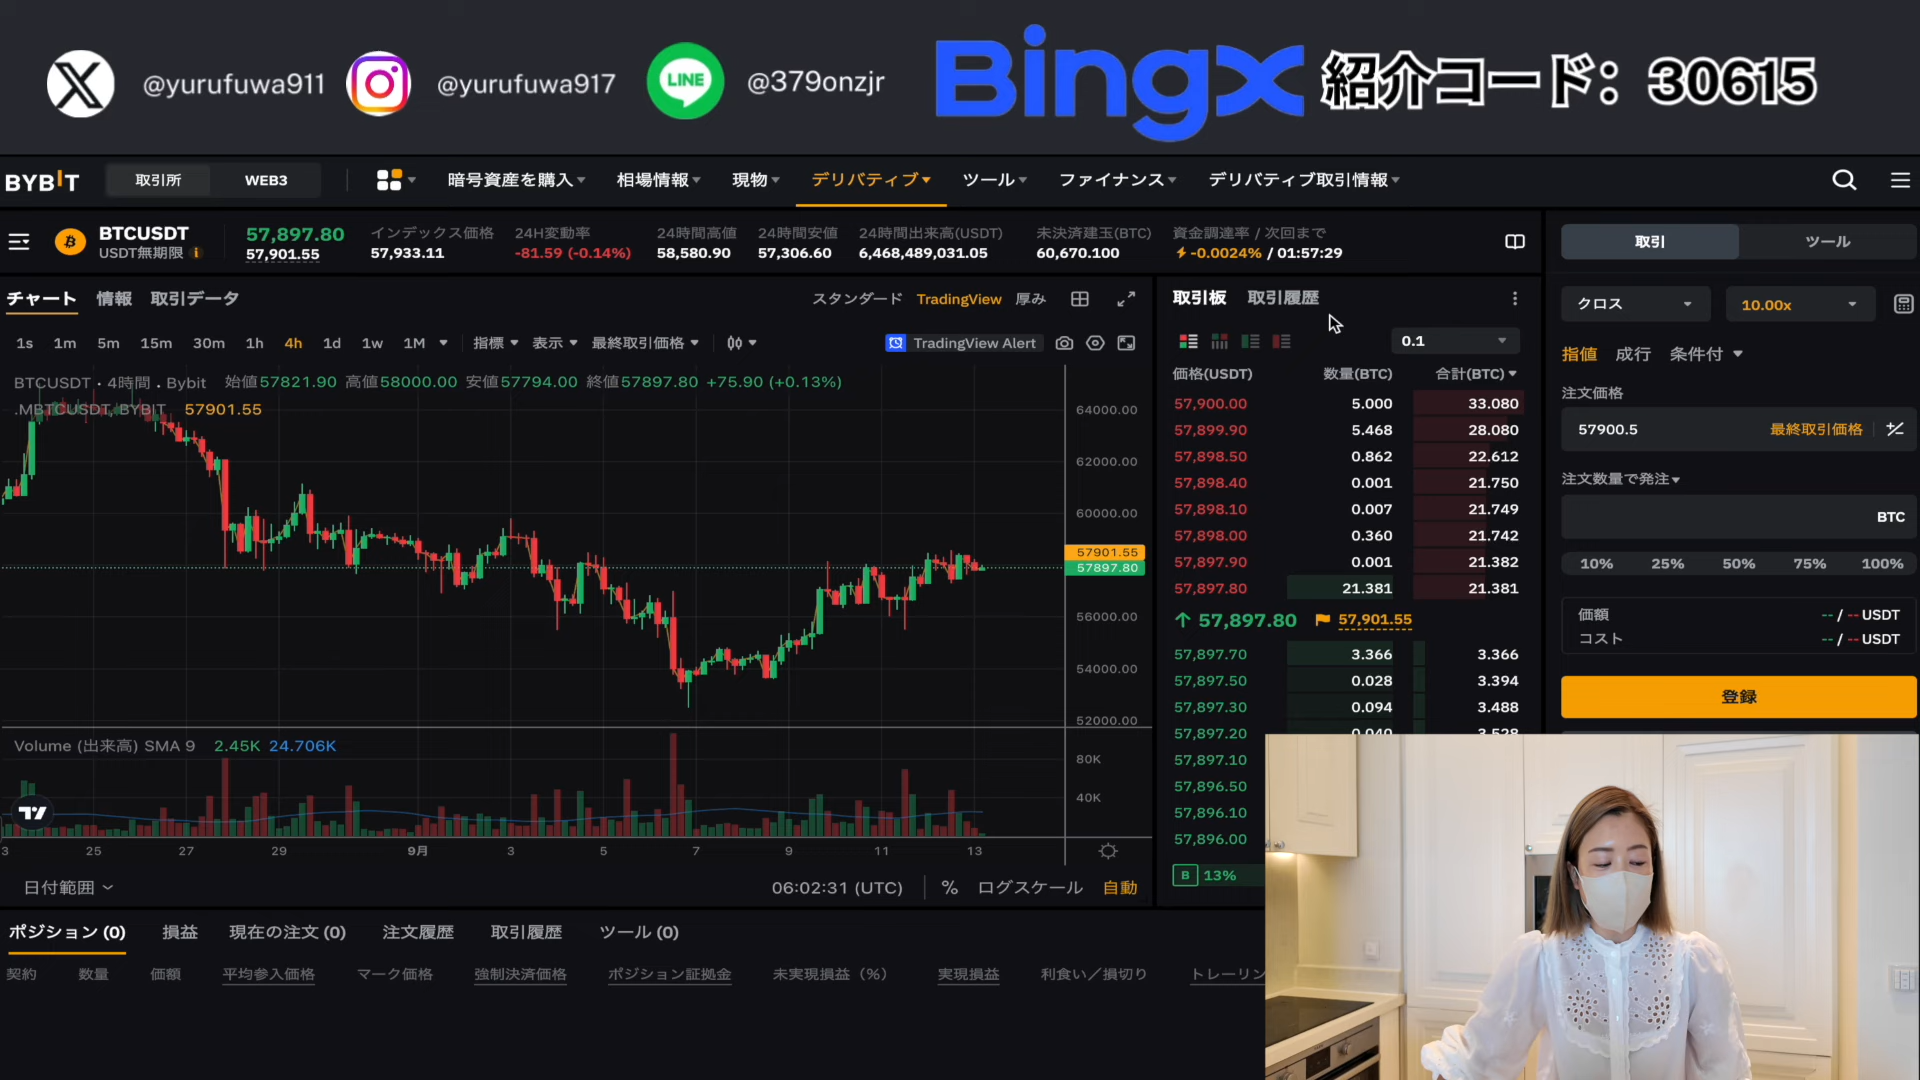 @yurufuwa911 @yurufuwa917 LINE @379onzjr BingX 紹介コード：30615
BYBIT 取引所 WEB3 暗号資産を購入 相場情報 現物 デリバティブ ツール ファイナンス デリバティブ取引情報
BTCUSDT 57,897.80 インデックス価格 24H変動率 24時間高値 24時間安値 24時間出来高(USDT) 未決済建玉(BTC) 資金調達率 / 次回まで
USDT無期限 57,901.55 57,933.11 -81.59 (-0.14%) 58,580.90 57,306.60 6,468,489,031.05 60,670.100 -0.0024% / 01:57:29
取引 ツール
チャート 情報 取引データ スタンダード TradingView 厚み
1s 1m 5m 15m 30m 1h 4h 1d 1w 1M 指標 表示 最終取引価格 TradingView Alert
BTCUSDT · 4時間 . Bybit 始値57821.90 高値58000.00 安値57794.00 終値57897.80 +75.90 (+0.13%)
.MBTCUSDT, BYBIT 57901.55
64000.00
62000.00
60000.00
57901.55
57897.80
56000.00
54000.00
52000.00
Volume (出来高) SMA 9 2.45K 24.706K
80K
40K
3 25 27 29 9月 3 5 7 9 11 13
日付範囲 06:02:31 (UTC) % ログスケール 自動
取引板 取引履歴
0.1
価格(USDT) 数量(BTC) 合計(BTC)
57,900.00 5.000 33.080
57,899.90 5.468 28.080
57,898.50 0.862 22.612
57,898.40 0.001 21.750
57,898.10 0.007 21.749
57,898.00 0.360 21.742
57,897.90 0.001 21.382
57,897.80 21.381 21.381
57,897.80 57,901.55
57,897.70 3.366 3.366
57,897.50 0.028 3.394
57,897.30 0.094 3.488
57,897.20 0.040 3.528
57,897.10
57,896.50
57,896.10
57,896.00
B 13%
クロス 10.00x
指値 成行 条件付
注文価格
57900.5 最終取引価格
注文数量で発注
BTC
10% 25% 50% 75% 100%
価額 -- / -- USDT
コスト -- / -- USDT
登録
ポジション (0) 損益 現在の注文 (0) 注文履歴 取引履歴 ツール (0)
契約 数量 価額 平均参入価格 マーク価格 強制決済価格 ポジション証拠金 未実現損益（%） 実現損益 利食い／損切り トレーリン